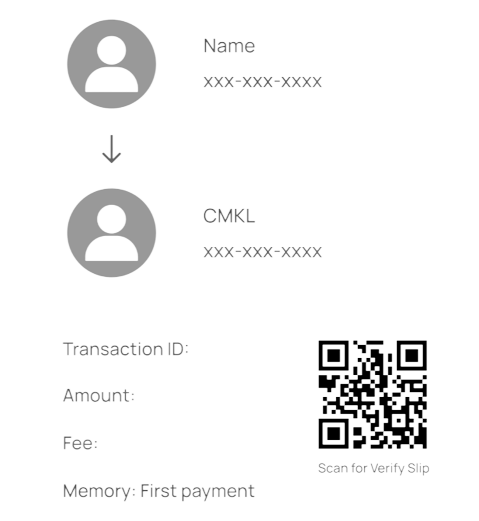 Name
xxx-xxx-xxxx
CMKL
xxx-xxx-xxxx
Transaction ID:
Amount:
Fee:
Memory: First payment
Scan for Verify Slip